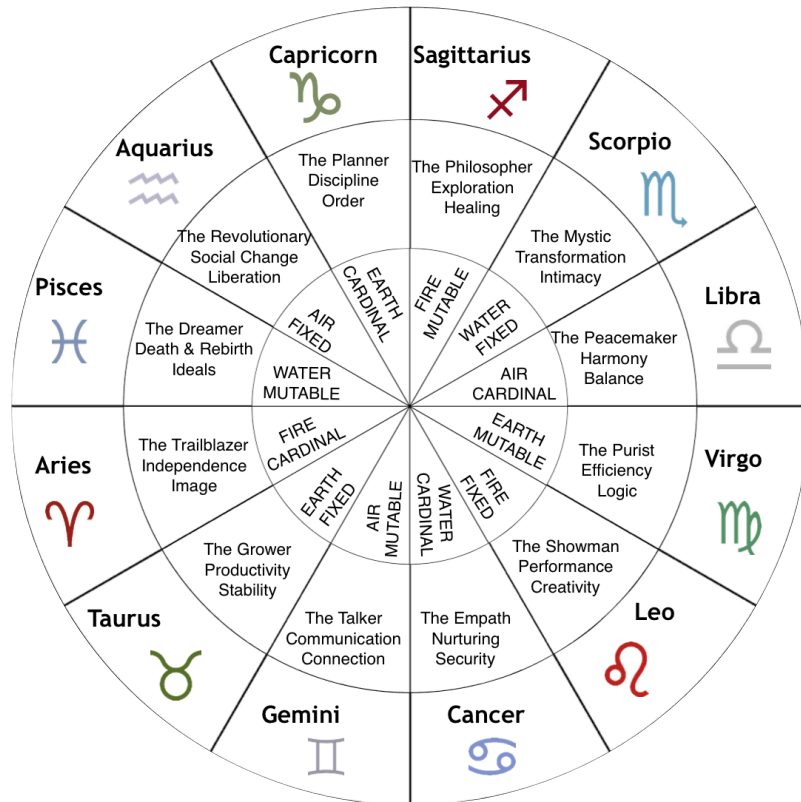 Capricorn
The Planner
Discipline
Order
EARTH
CARDINAL
Sagittarius
The Philosopher
Exploration
Healing
FIRE
MUTABLE
Scorpio
The Mystic
Transformation
Intimacy
WATER
FIXED
Libra
The Peacemaker
Harmony
Balance
AIR
CARDINAL
Virgo
The Purist
Efficiency
Logic
EARTH
MUTABLE
Leo
The Showman
Performance
Creativity
FIRE
FIXED
Cancer
The Empath
Nurturing
Security
WATER
CARDINAL
Gemini
The Talker
Communication
Connection
AIR
MUTABLE
Taurus
The Grower
Productivity
Stability
EARTH
FIXED
Aries
The Trailblazer
Independence
Image
FIRE
CARDINAL
Pisces
The Dreamer
Death & Rebirth
Ideals
WATER
MUTABLE
Aquarius
The Revolutionary
Social Change
Liberation
AIR
FIXED